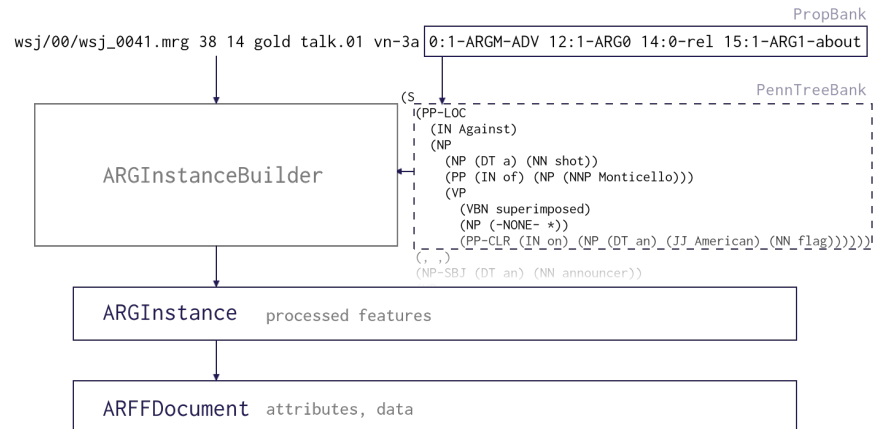 PropBank
wsj/00/wsj_0041.mrg 38 14 gold talk.01 vn-3a 0:1-ARGM-ADV 12:1-ARG0 14:0-rel 15:1-ARG1-about
PennTreeBank
(S
(PP-LOC
(IN Against)
(NP
(NP (DT a) (NN shot))
(PP (IN of) (NP (NNP Monticello)))
(VP
(VBN superimposed)
(NP (-NONE- *))
(PP-CLR (IN on) (NP (DT an) (JJ American) (NN flag))))))
(, ,)
(NP-SBJ (DT an) (NN announcer))
ARGInstanceBuilder
ARGInstance processed features
ARFFDocument attributes, data